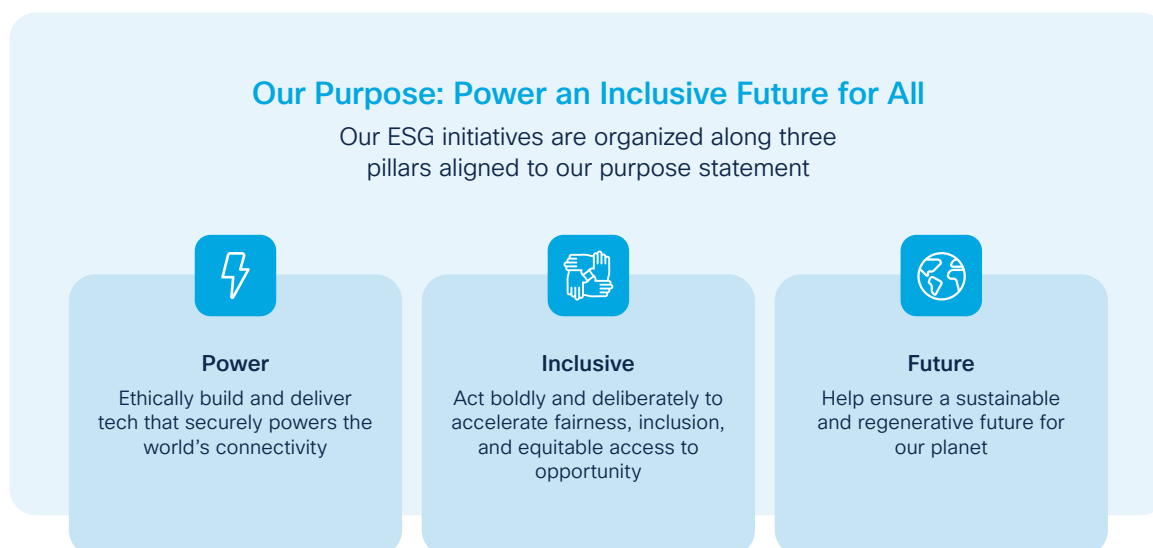 Our Purpose: Power an Inclusive Future for All
Our ESG initiatives are organized along three
pillars aligned to our purpose statement
Power
Ethically build and deliver
tech that securely powers the
world’s connectivity
Inclusive
Act boldly and deliberately to
accelerate fairness, inclusion,
and equitable access to
opportunity
Future
Help ensure a sustainable
and regenerative future for
our planet